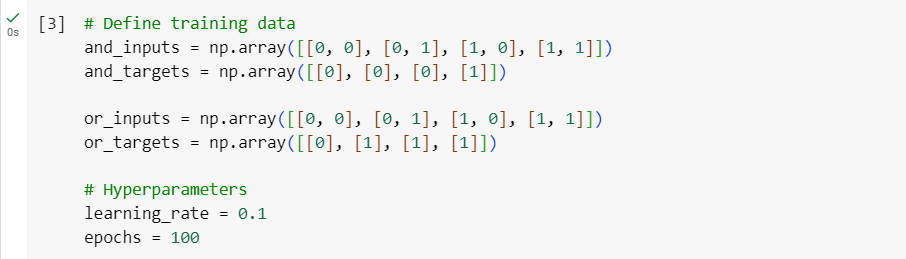 [3] # Define training data
and_inputs = np.array([[0, 0], [0, 1], [1, 0], [1, 1]])
and_targets = np.array([[0], [0], [0], [1]])
or_inputs = np.array([[0, 0], [0, 1], [1, 0], [1, 1]])
or_targets = np.array([[0], [1], [1], [1]])
# Hyperparameters
learning_rate = 0.1
epochs = 100
0s